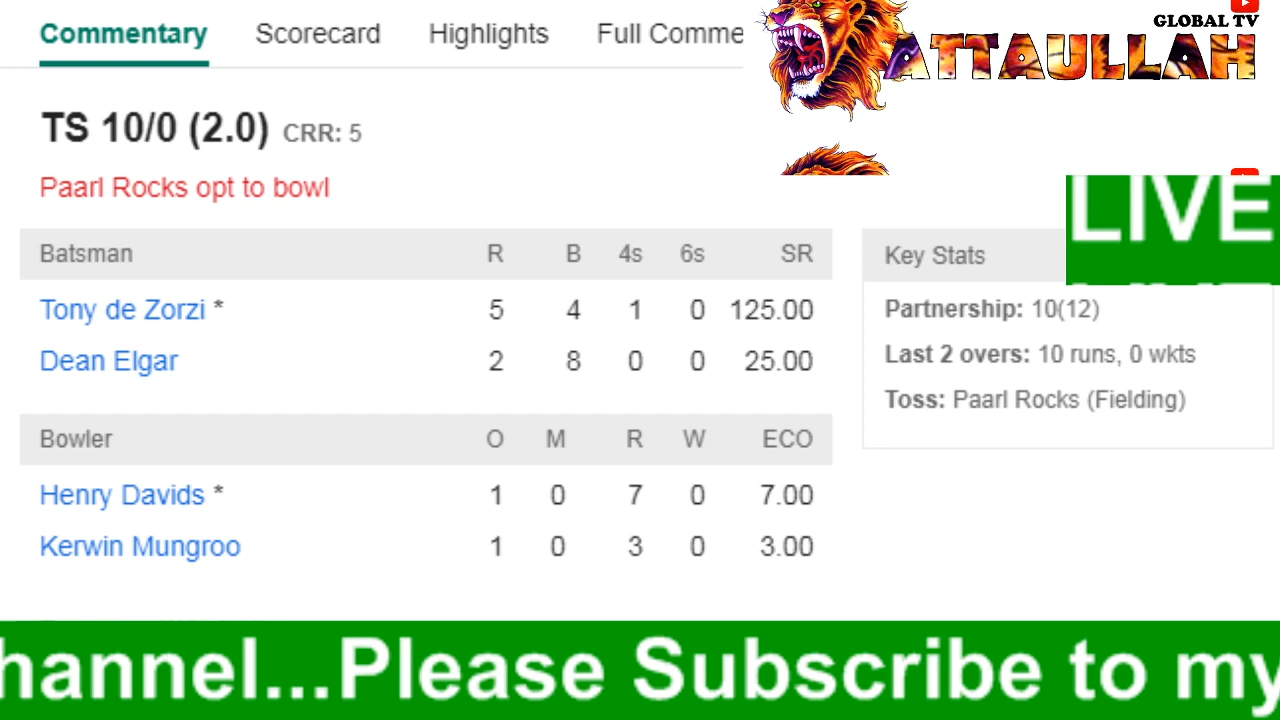 Commentary Scorecard Highlights Full Comme
GLOBAL TV
ATTAULLAH
TS 10/0 (2.0) CRR: 5
Paarl Rocks opt to bowl
LIVE
Batsman R B 4s 6s SR
Tony de Zorzi * 5 4 1 0 125.00
Dean Elgar 2 8 0 0 25.00
Key Stats
Partnership: 10(12)
Last 2 overs: 10 runs, 0 wkts
Toss: Paarl Rocks (Fielding)
Bowler O M R W ECO
Henry Davids * 1 0 7 0 7.00
Kerwin Mungroo 1 0 3 0 3.00
hannel...Please Subscribe to my